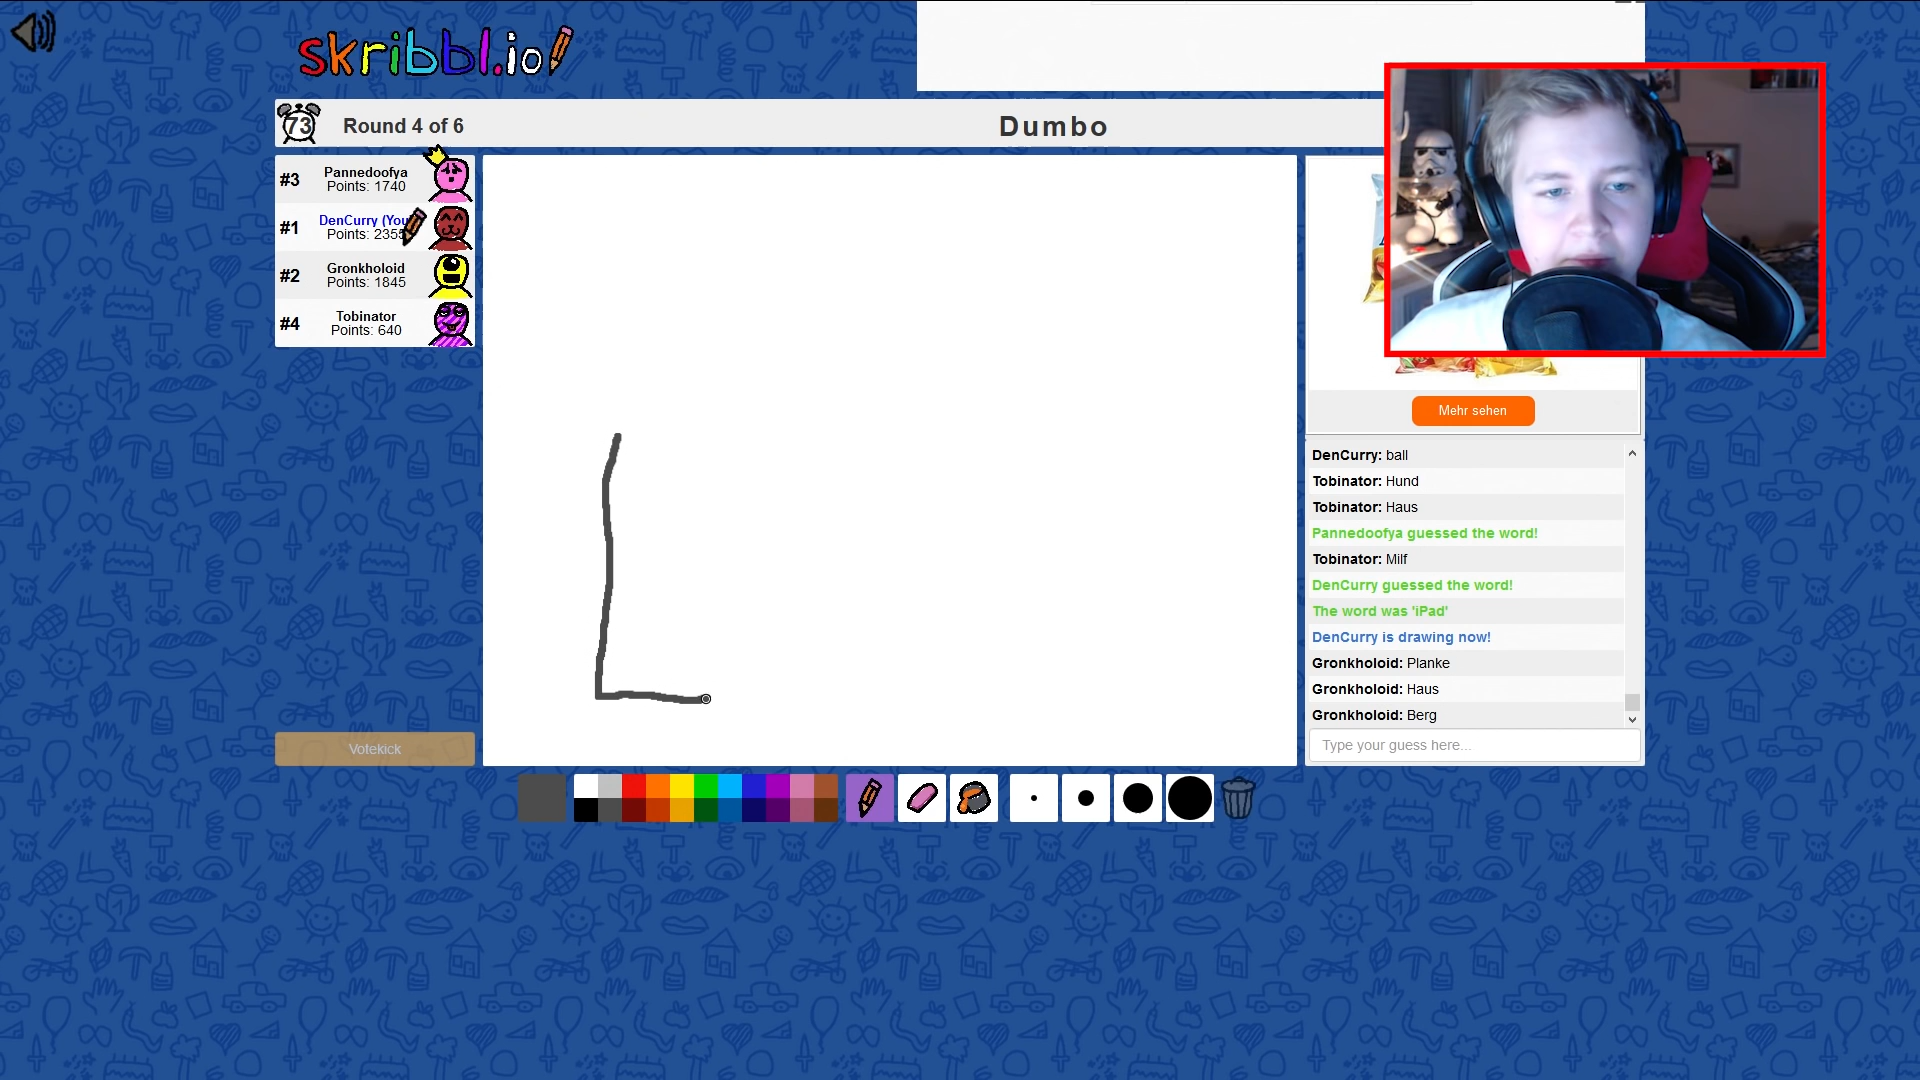 skribbl.io
73
Round 4 of 6
Dumbo
#3
Pannedoofya
Points: 1740
#1
DenCurry (You
Points: 2355
#2
Gronkholoid
Points: 1845
#4
Tobinator
Points: 640
Votekick
Mehr sehen
DenCurry: ball
Tobinator: Hund
Tobinator: Haus
Pannedoofya guessed the word!
Tobinator: Milf
DenCurry guessed the word!
The word was 'iPad'
DenCurry is drawing now!
Gronkholoid: Planke
Gronkholoid: Haus
Gronkholoid: Berg
Type your guess here...